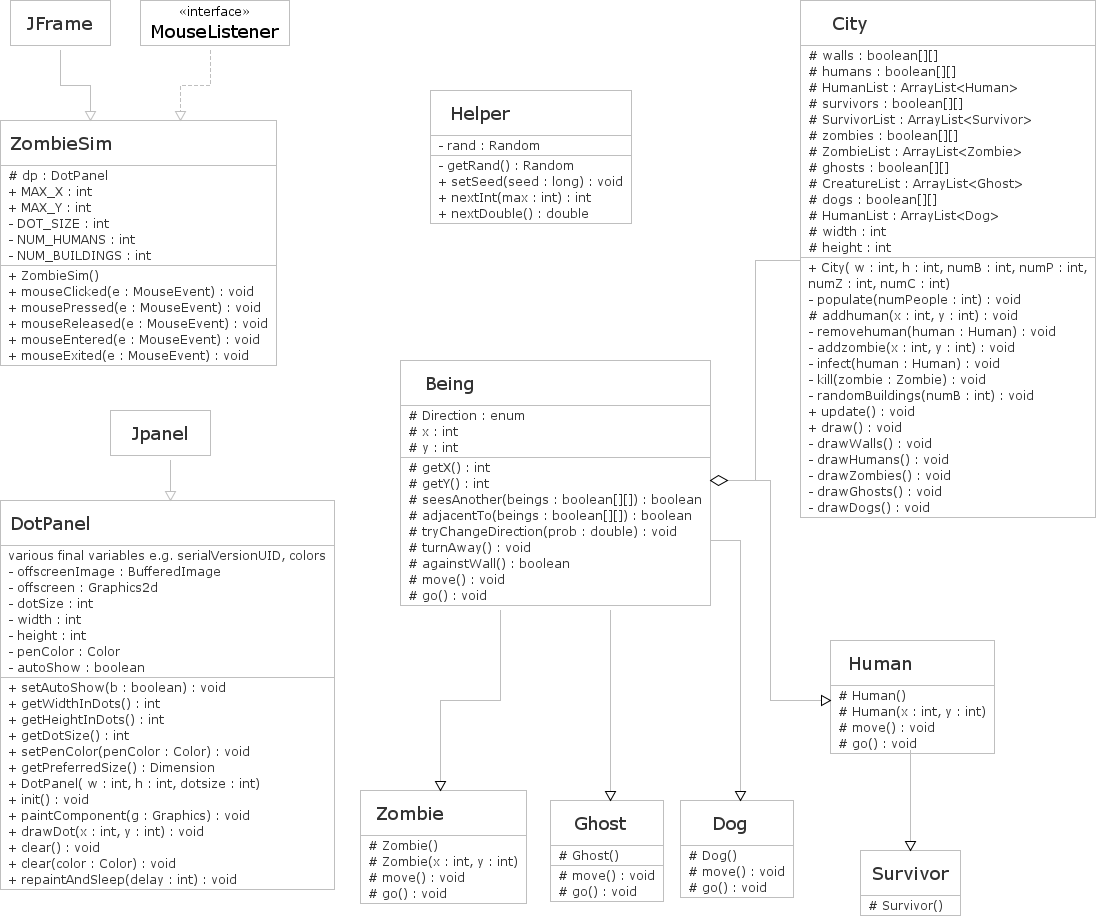 JFrame
«interface»
MouseListener
ZombieSim
# dp : DotPanel
+ MAX_X : int
+ MAX_Y : int
- DOT_SIZE : int
- NUM_HUMANS : int
- NUM_BUILDINGS : int
+ ZombieSim()
+ mouseClicked(e : MouseEvent) : void
+ mousePressed(e : MouseEvent) : void
+ mouseReleased(e : MouseEvent) : void
+ mouseEntered(e : MouseEvent) : void
+ mouseExited(e : MouseEvent) : void
Helper
- rand : Random
- getRand() : Random
+ setSeed(seed : long) : void
+ nextInt(max : int) : int
+ nextDouble() : double
City
# walls : boolean[][]
# humans : boolean[][]
# HumanList : ArrayList<Human>
# survivors : boolean[][]
# SurvivorList : ArrayList<Survivor>
# zombies : boolean[][]
# ZombieList : ArrayList<Zombie>
# ghosts : boolean[][]
# CreatureList : ArrayList<Ghost>
# dogs : boolean[][]
# HumanList : ArrayList<Dog>
# width : int
# height : int
+ City( w : int, h : int, numB : int, numP : int,
numZ : int, numC : int)
- populate(numPeople : int) : void
# addhuman(x : int, y : int) : void
- removehuman(human : Human) : void
- addzombie(x : int, y : int) : void
- infect(human : Human) : void
- kill(zombie : Zombie) : void
- randomBuildings(numB : int) : void
+ update() : void
+ draw() : void
- drawWalls() : void
- drawHumans() : void
- drawZombies() : void
- drawGhosts() : void
- drawDogs() : void
Being
# Direction : enum
# x : int
# y : int
# getX() : int
# getY() : int
# seesAnother(beings : boolean[][]) : boolean
# adjacentTo(beings : boolean[][]) : boolean
# tryChangeDirection(prob : double) : void
# turnAway() : void
# againstWall() : boolean
# move() : void
# go() : void
Jpanel
DotPanel
various final variables e.g. serialVersionUID, colors
- offscreenImage : BufferedImage
- offscreen : Graphics2d
- dotSize : int
- width : int
- height : int
- penColor : Color
- autoShow : boolean
+ setAutoShow(b : boolean) : void
+ getWidthInDots() : int
+ getHeightInDots() : int
+ getDotSize() : int
+ setPenColor(penColor : Color) : void
+ getPreferredSize() : Dimension
+ DotPanel( w : int, h : int, dotsize : int)
+ init() : void
+ paintComponent(g : Graphics) : void
+ drawDot(x : int, y : int) : void
+ clear() : void
+ clear(color : Color) : void
+ repaintAndSleep(delay : int) : void
Human
# Human()
# Human(x : int, y : int)
# move() : void
# go() : void
Zombie
# Zombie()
# Zombie(x : int, y : int)
# move() : void
# go() : void
Ghost
# Ghost()
# move() : void
# go() : void
Dog
# Dog()
# move() : void
# go() : void
Survivor
# Survivor()